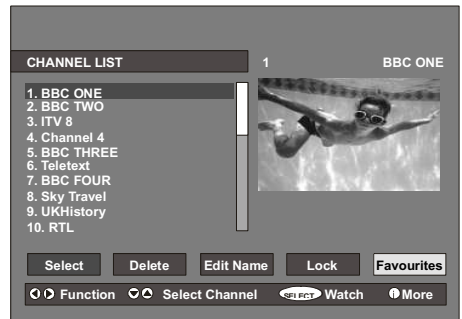 CHANNEL LIST
1 BBC ONE
1. BBC ONE
2. BBC TWO
3. ITV 8
4. Channel 4
5. BBC THREE
6. Teletext
7. BBC FOUR
8. Sky Travel
9. UKHistory
10. RTL
Select Delete Edit Name Lock Favourites
Function Select Channel SELECT Watch i More